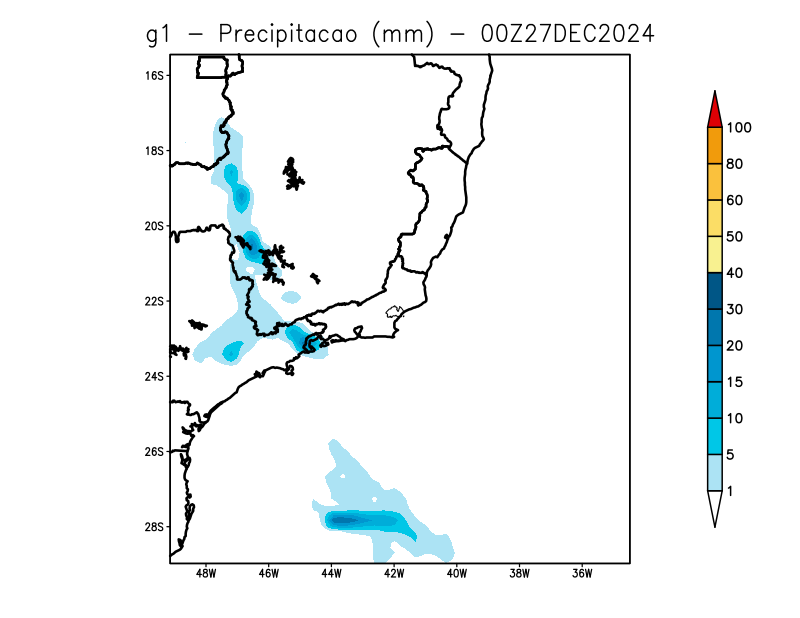 g1 – Precipitacao (mm) – 00Z27DEC2024
16S
18S
20S
22S
24S
26S
28S
48W 46W 44W 42W 40W 38W 36W
100
80
60
50
40
30
20
15
10
5
1